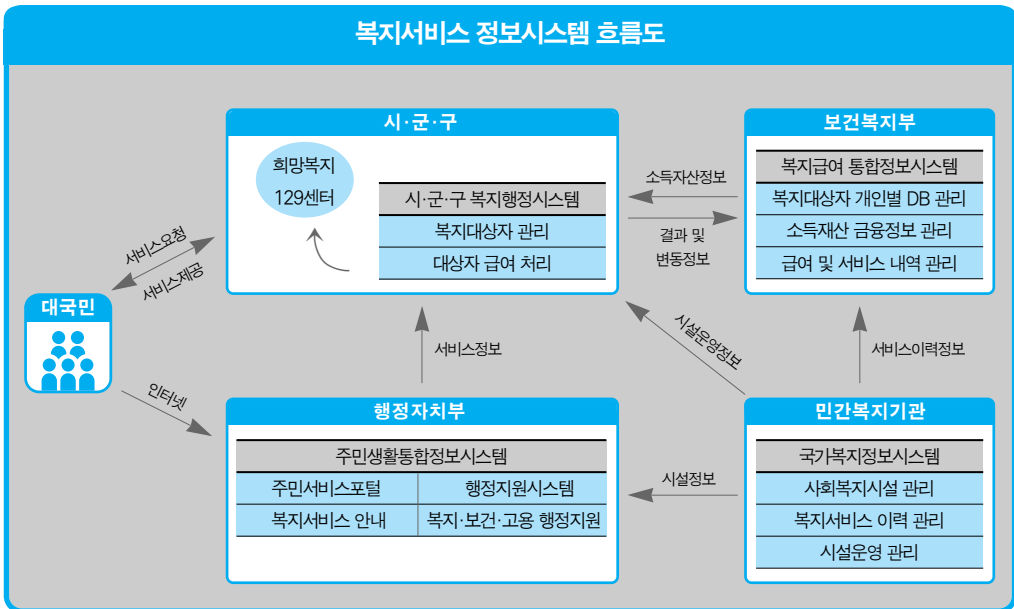 복지서비스 정보시스템 흐름도
시·군·구
희망복지
129센터
시·군·구 복지행정시스템
복지대상자 관리
대상자 급여 처리
소득자산정보
결과 및
변동정보
보건복지부
복지급여 통합정보시스템
복지대상자 개인별 DB 관리
소득재산 금융정보 관리
급여 및 서비스 내역 관리
서비스요청
서비스제공
대국민
인터넷
서비스정보
시설운영정보
서비스이력정보
행정자치부
주민생활통합정보시스템
주민서비스포털 행정지원시스템
복지서비스 안내 복지·보건·고용 행정지원
시설정보
민간복지기관
국가복지정보시스템
사회복지시설 관리
복지서비스 이력 관리
시설운영 관리